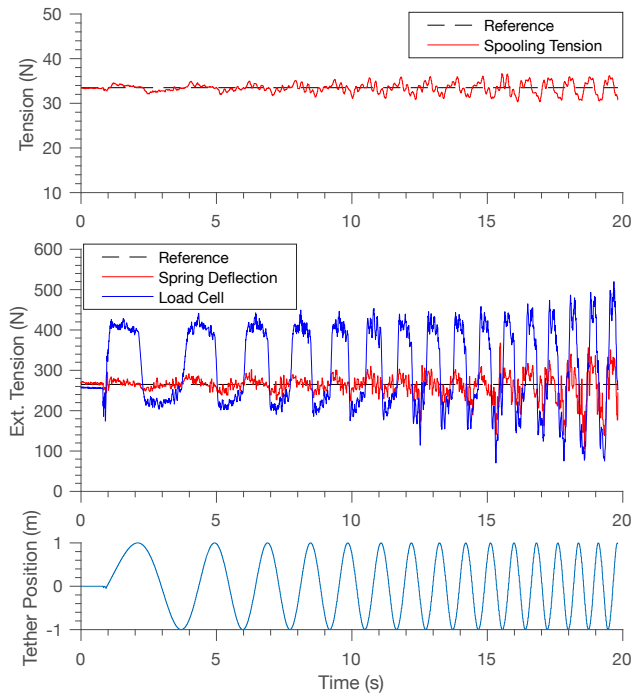 50
40
30
20
10
Tension (N)
Reference
Spooling Tension
0 5 10 15 20
600
500
400
300
200
100
0
Ext. Tension (N)
Reference
Spring Deflection
Load Cell
0 5 10 15 20
1
0
-1
Tether Position (m)
0 5 10 15 20
Time (s)